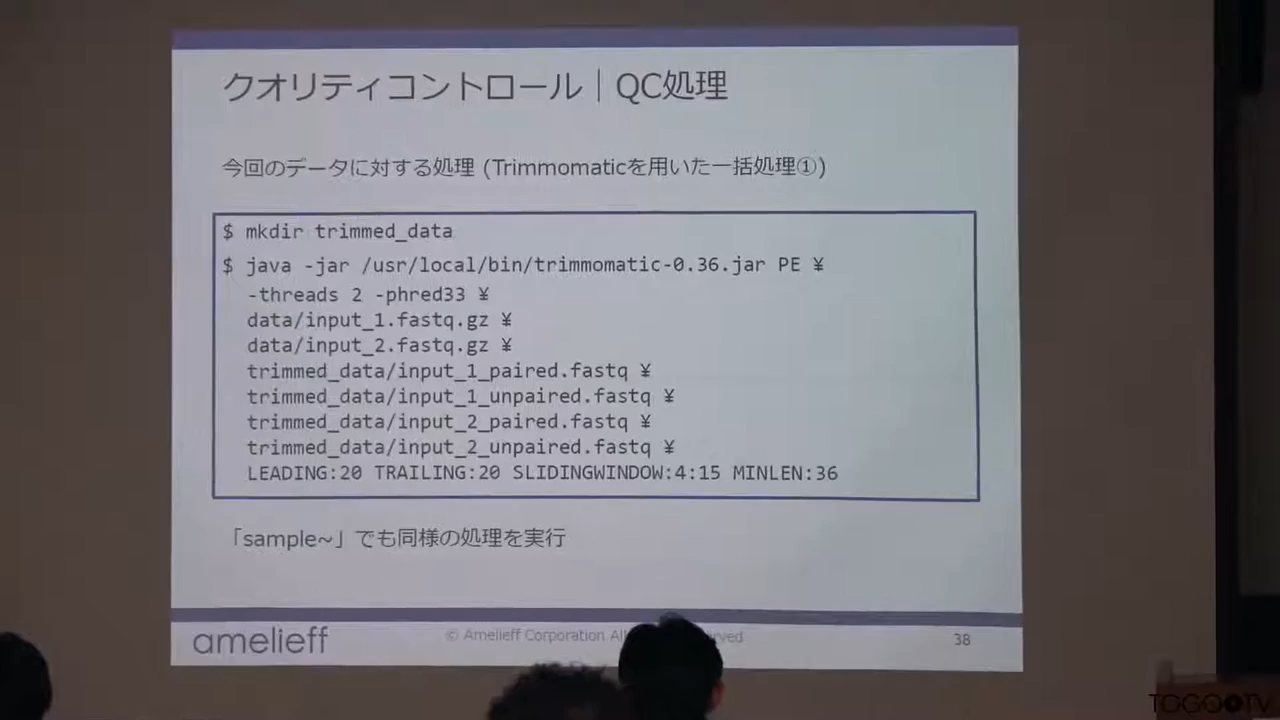 クオリティコントロール｜QC処理
今回のデータに対する処理 (Trimmomaticを用いた一括処理①)
$ mkdir trimmed_data
$ java -jar /usr/local/bin/trimmomatic-0.36.jar PE ¥
-threads 2 -phred33 ¥
data/input_1.fastq.gz ¥
data/input_2.fastq.gz ¥
trimmed_data/input_1_paired.fastq ¥
trimmed_data/input_1_unpaired.fastq ¥
trimmed_data/input_2_paired.fastq ¥
trimmed_data/input_2_unpaired.fastq ¥
LEADING:20 TRAILING:20 SLIDINGWINDOW:4:15 MINLEN:36
「sample~」でも同様の処理を実行
amelieff
© Amelieff Corporation All
38
TOGOTV